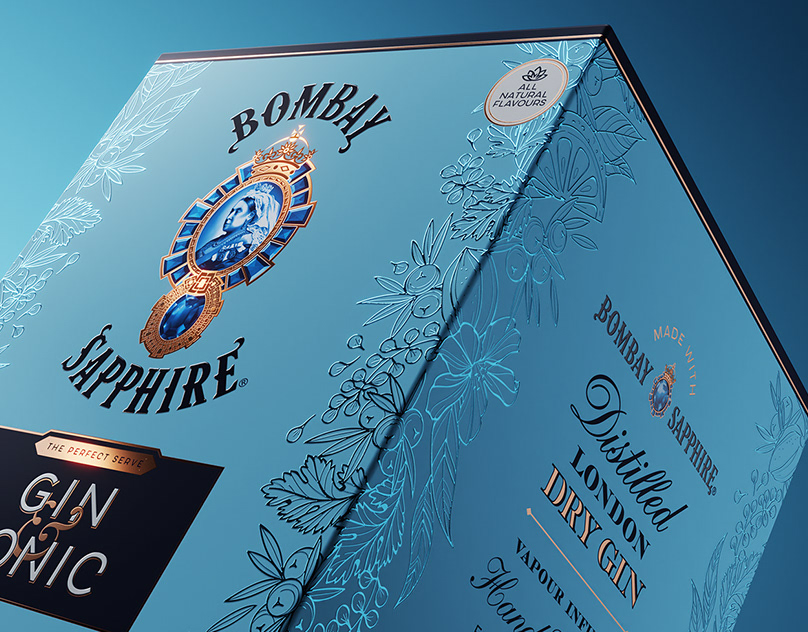 BOMBAY
SAPPHIRE®
THE PERFECT SERVE
GIN
&
ONIC
ALL
NATURAL
FLAVOURS
MADE WITH
BOMBAY SAPPHIRE®
Distilled
LONDON
DRY GIN
VAPOUR INF
Hand